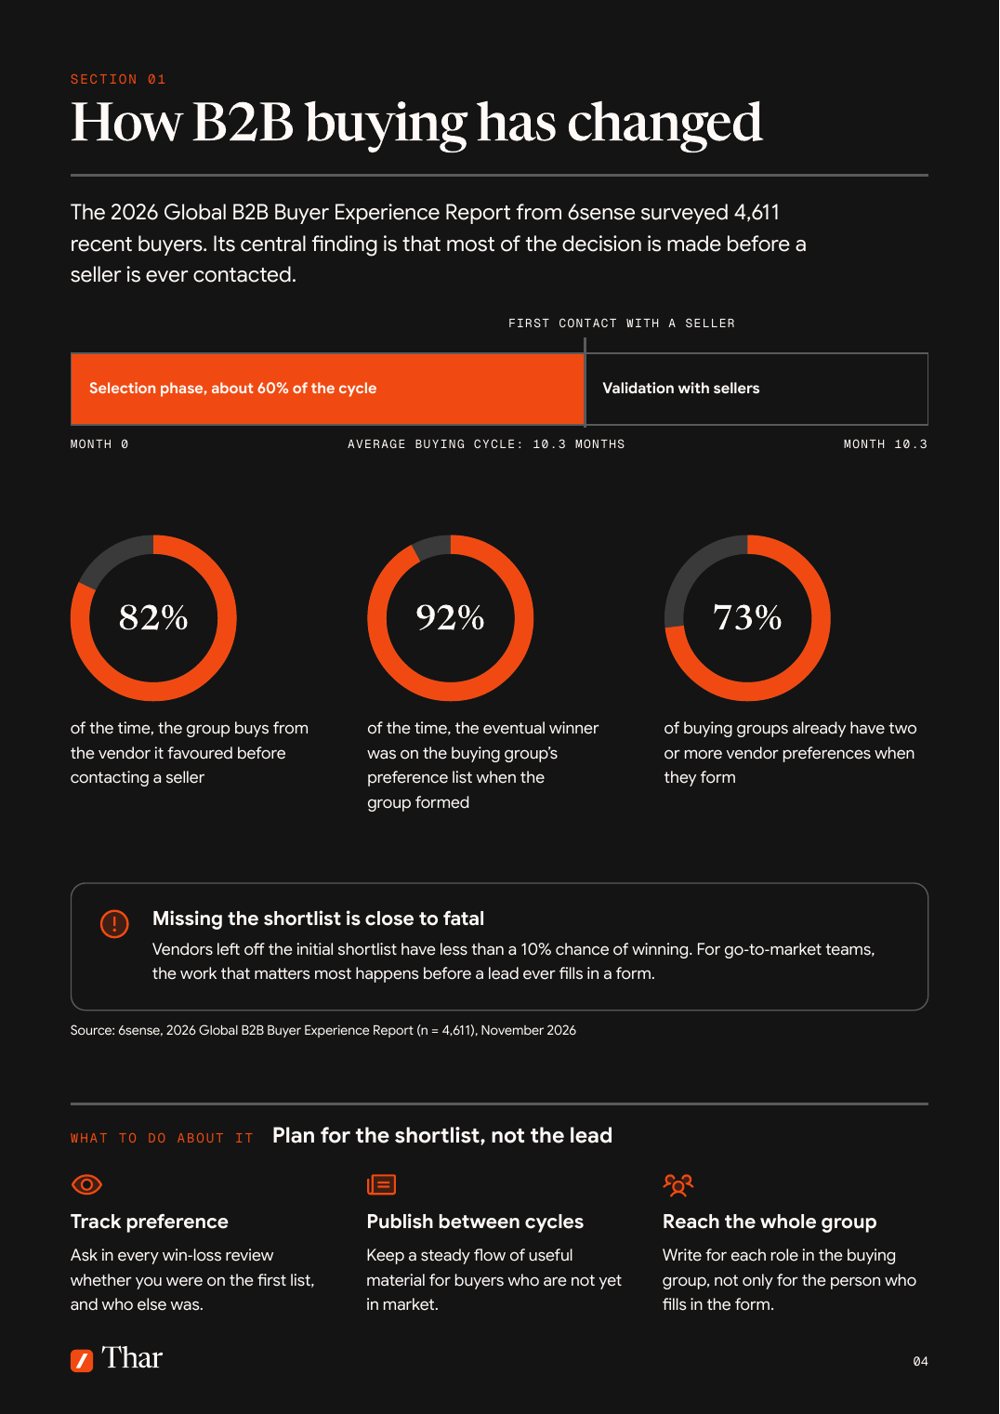 SECTION 01
How B2B buying has changed
The 2026 Global B2B Buyer Experience Report from 6sense surveyed 4,611
recent buyers. Its central finding is that most of the decision is made before a
seller is ever contacted.
FIRST CONTACT WITH A SELLER
Selection phase, about 60% of the cycle
Validation with sellers
MONTH 0
AVERAGE BUYING CYCLE: 10.3 MONTHS
MONTH 10.3
82%
of the time, the group buys from
the vendor it favoured before
contacting a seller
92%
of the time, the eventual winner
was on the buying group's
preference list when the
group formed
73%
of buying groups already have two
or more vendor preferences when
they form
Missing the shortlist is close to fatal
Vendors left off the initial shortlist have less than a 10% chance of winning. For go-to-market teams,
the work that matters most happens before a lead ever fills in a form.
Source: 6sense, 2026 Global B2B Buyer Experience Report (n = 4,611), November 2026
WHAT TO DO ABOUT IT
Plan for the shortlist, not the lead
Track preference
Ask in every win-loss review
whether you were on the first list,
and who else was.
Publish between cycles
Keep a steady flow of useful
material for buyers who are not yet
in market.
Reach the whole group
Write for each role in the buying
group, not only for the person who
fills in the form.
Thar
04